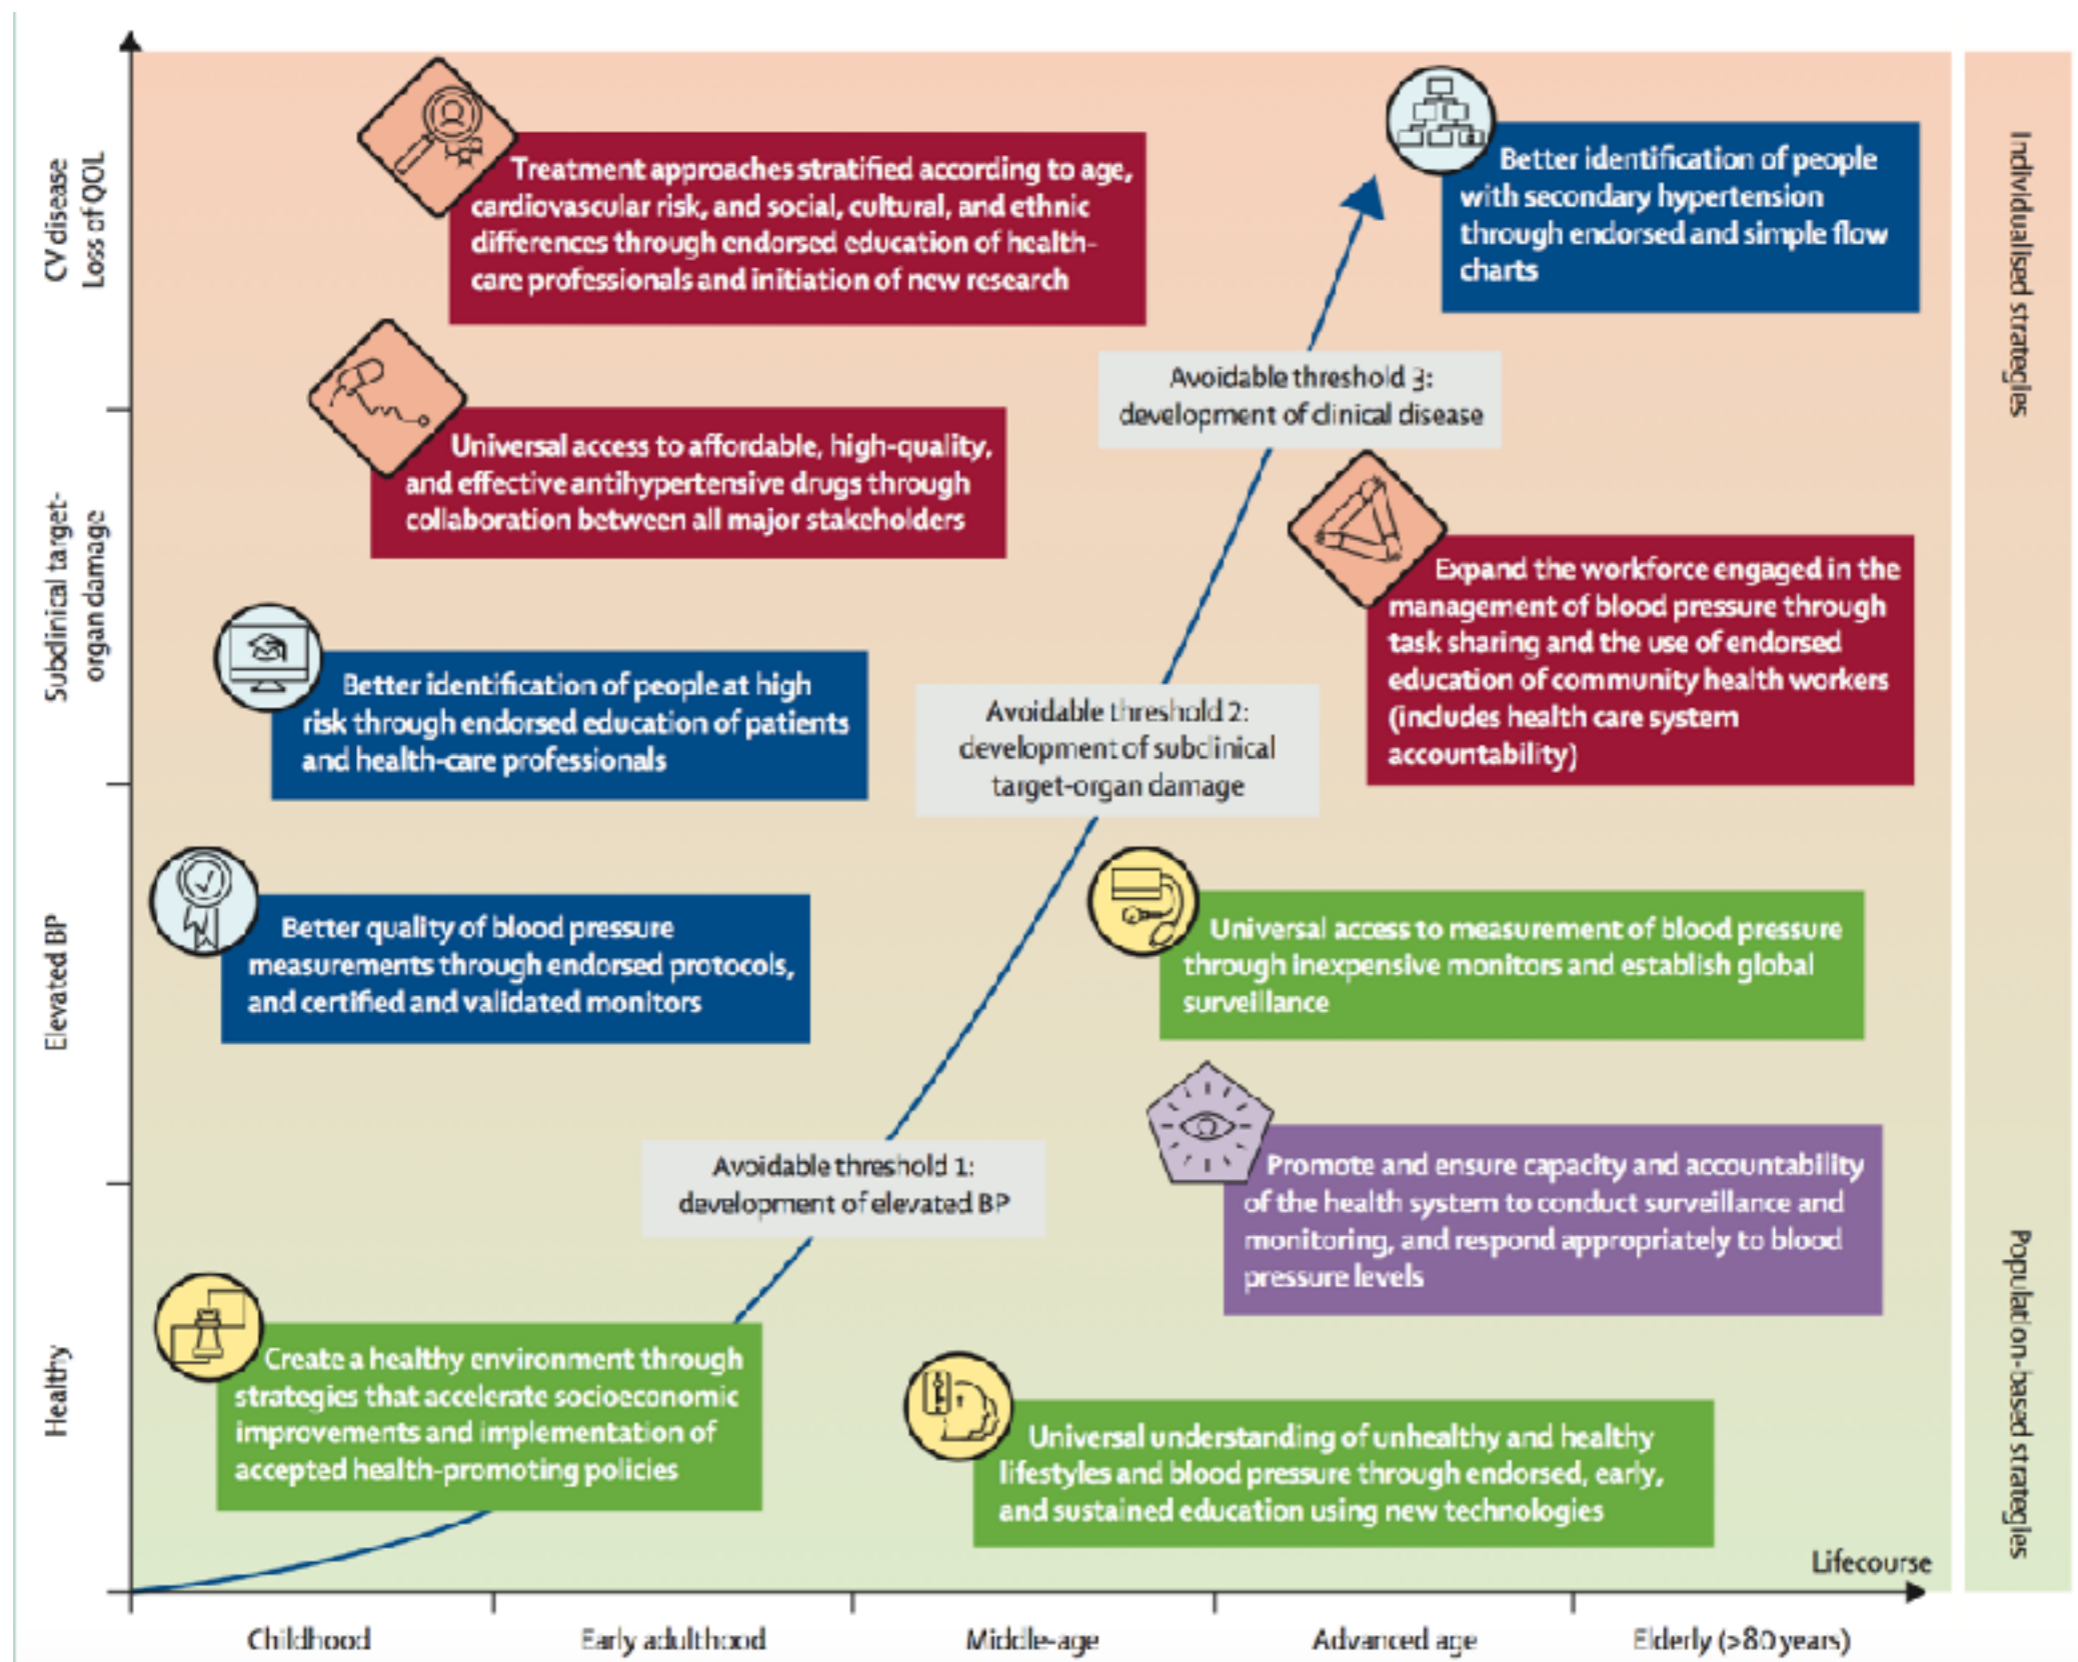 CV disease
Loss of QOL
Subclinical target-
organ damage
Elevated BP
Healthy
Treatment approaches stratified according to age,
cardiovascular risk, and social, cultural, and ethnic
differences through endorsed education of health-
care professionals and initiation of new research
Better identification of people
with secondary hypertension
through endorsed and simple flow
charts
Avoidable threshold 3:
development of clinical disease
Universal access to affordable, high-quality,
and effective antihypertensive drugs through
collaboration between all major stakeholders
Expand the workforce engaged in the
management of blood pressure through
task sharing and the use of endorsed
education of community health workers
(includes health care system
accountability)
Better identification of people at high
risk through endorsed education of patients
and health-care professionals
Avoidable threshold 2:
development of subclinical
target-organ damage
Better quality of blood pressure
measurements through endorsed protocols,
and certified and validated monitors
Universal access to measurement of blood pressure
through inexpensive monitors and establish global
surveillance
Avoidable threshold 1:
development of elevated BP
Promote and ensure capacity and accountability
of the health system to conduct surveillance and
monitoring, and respond appropriately to blood
pressure levels
Create a healthy environment through
strategies that accelerate socioeconomic
improvements and implementation of
accepted health-promoting policies
Universal understanding of unhealthy and healthy
lifestyles and blood pressure through endorsed, early,
and sustained education using new technologies
Lifecourse
Childhood
Early adulthood
Middle-age
Advanced age
Elderly (>80 years)
Individualised strategies
Population-based strategies